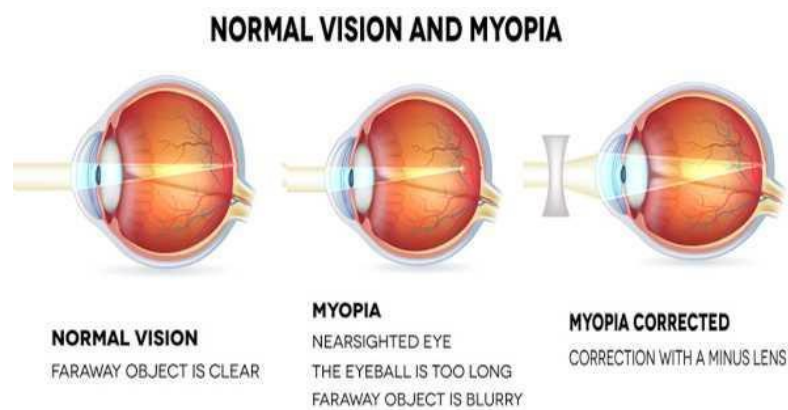 NORMAL VISION AND MYOPIA
NORMAL VISION
FARAWAY OBJECT IS CLEAR
MYOPIA
NEARSIGHTED EYE
THE EYEBALL IS TOO LONG
FARAWAY OBJECT IS BLURRY
MYOPIA CORRECTED
CORRECTION WITH A MINUS LENS